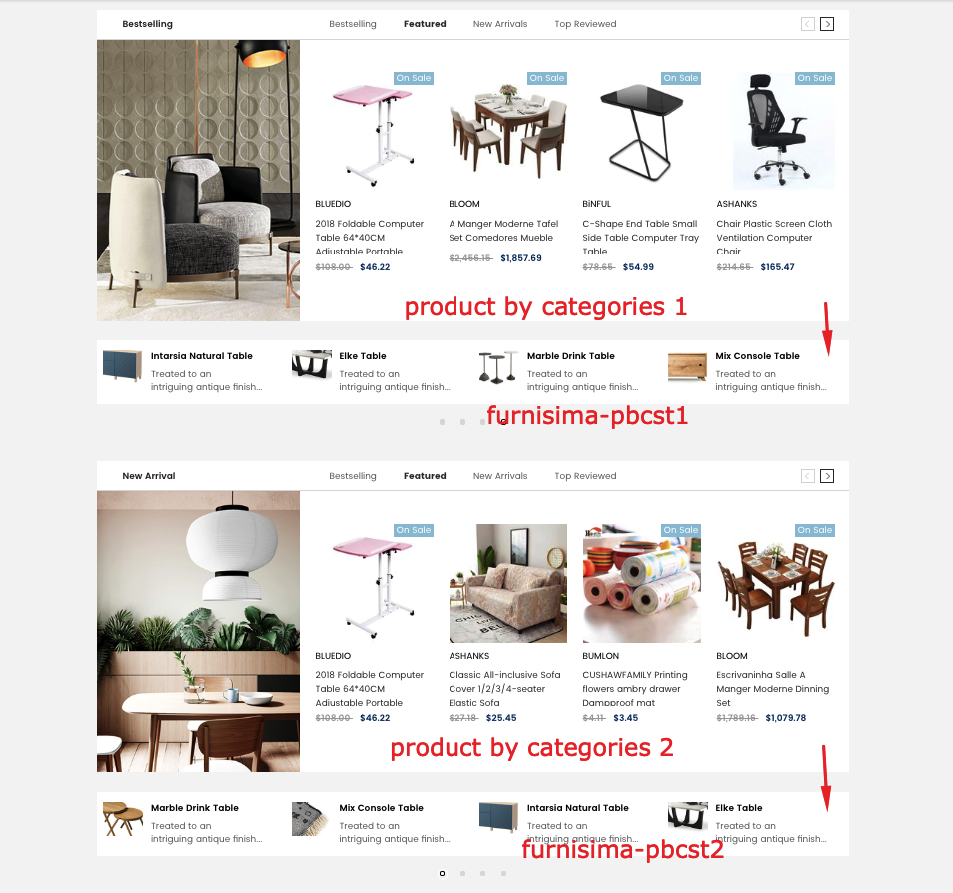 Bestselling
Bestselling Featured New Arrivals Top Reviewed
On Sale On Sale On Sale On Sale
BLUEDIO BLOOM BiNFUL ASHANKS
2018 Foldable Computer A Manger Moderne Tafel C-Shape End Table Small Chair Plastic Screen Cloth
Table 64*40CM Set Comedores Mueble Side Table Computer Tray Ventilation Computer
Adjustable Portable Table Chair
$108.00 $46.22 $2,456.15 $1,857.69 $78.65 $54.99 $214.65 $165.47
product by categories 1
Intarsia Natural Table Elke Table Marble Drink Table Mix Console Table
Treated to an Treated to an Treated to an Treated to an
intriguing antique finish... intriguing antique finish... intriguing antique finish... intriguing antique finish...
furnisima-pbcst1
New Arrival
Bestselling Featured New Arrivals Top Reviewed
On Sale On Sale On Sale
BLUEDIO ASHANKS BUMLON BLOOM
2018 Foldable Computer Classic All-inclusive Sofa CUSHAWFAMILY Printing Escrivaninha Salle A
Table 64*40CM Cover 1/2/3/4-seater flowers ambry drawer Manger Moderne Dinning
Adjustable Portable Elastic Sofa Dampproof mat Set
$108.00 $46.22 $27.18 $25.45 $4.11 $3.45 $1,789.16 $1,079.78
product by categories 2
Marble Drink Table Mix Console Table Intarsia Natural Table Elke Table
Treated to an Treated to an Treated to an Treated to an
intriguing antique finish... intriguing antique finish... intriguing antique finish... intriguing antique finish...
furnisima-pbcst2